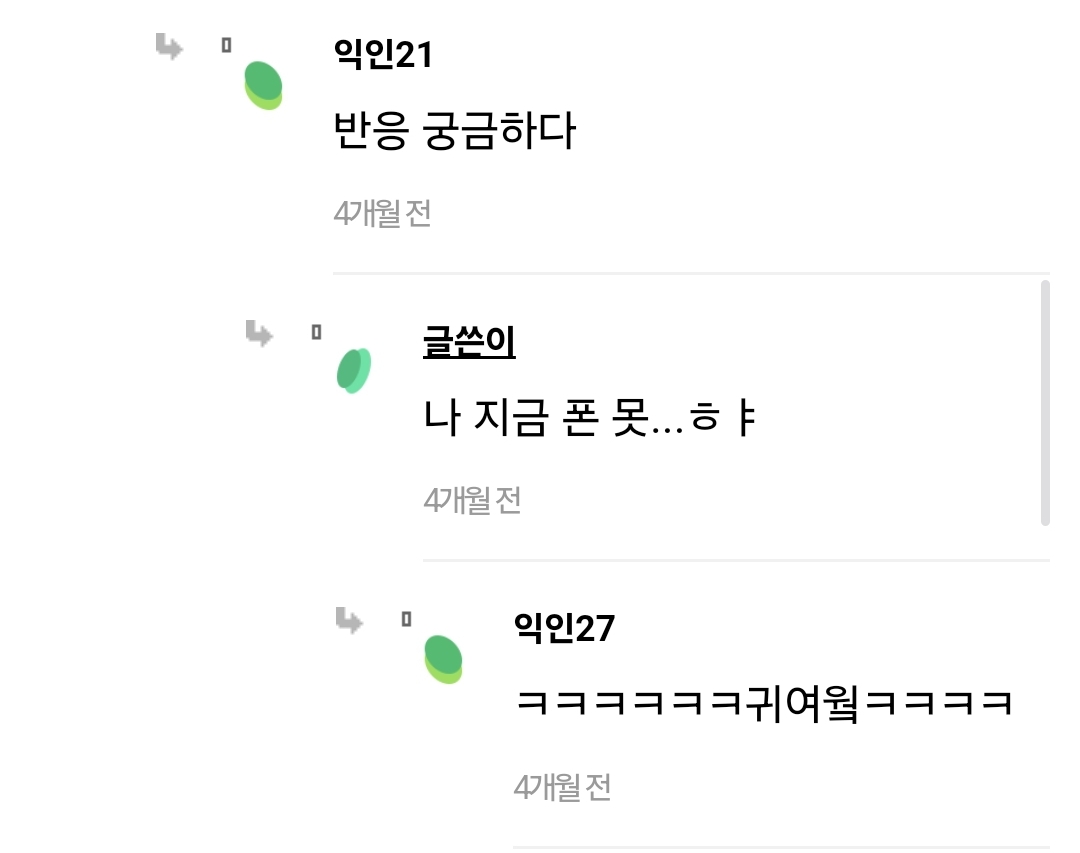 익인21
반응 궁금하다
4개월 전
글쓴이
나 지금 폰 못...ㅎㅑ
4개월 전
익인27
ㅋㅋㅋㅋㅋㅋ귀여웤ㅋㅋㅋㅋ
4개월 전